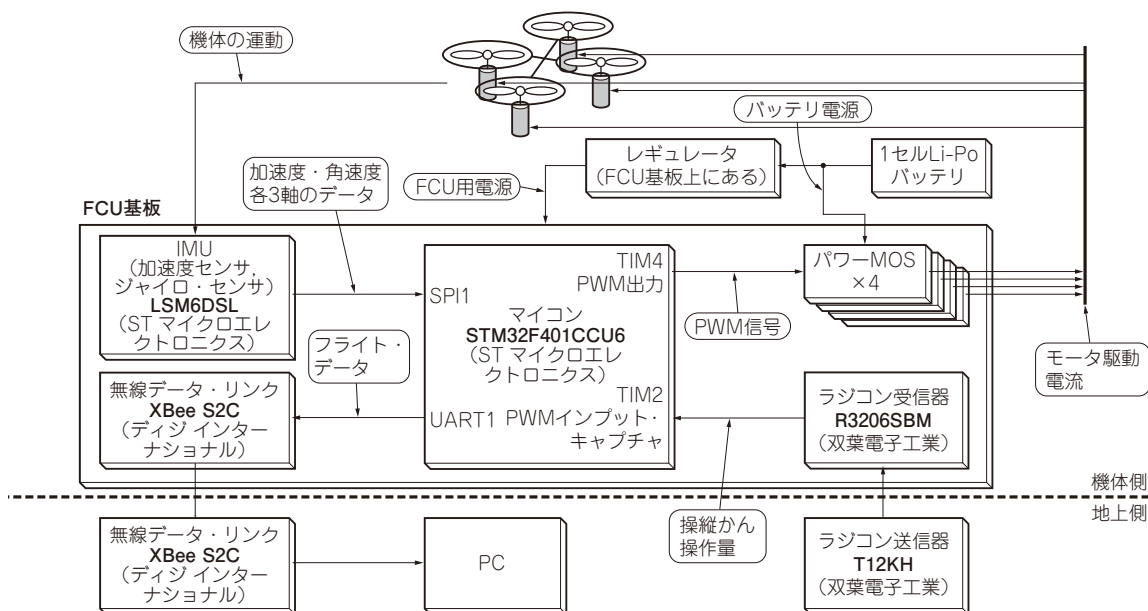 機体の運動
バッテリ電源
レギュレータ
(FCU基板上にある)
1セルLi-Po
バッテリ
加速度・角速度
各3軸のデータ
FCU用電源
FCU基板
IMU
(加速度センサ,
ジャイロ・センサ)
LSM6DSL
(ST マイクロエレ
クトロニクス)
SPI1
TIM4
PWM出力
マイコン
STM32F401CCU6
(ST マイクロエレ
クトロニクス)
TIM2
UART1 PWMインプット・
キャプチャ
パワーMOS
×4
PWM信号
モータ駆動
電流
フライト・
データ
無線データ・リンク
XBee S2C
(ディジ インター
ナショナル)
ラジコン受信器
R3206SBM
(双葉電子工業)
機体側
地上側
操縦かん
操作量
無線データ・リンク
XBee S2C
(ディジ インター
ナショナル)
PC
ラジコン送信器
T12KH
(双葉電子工業)